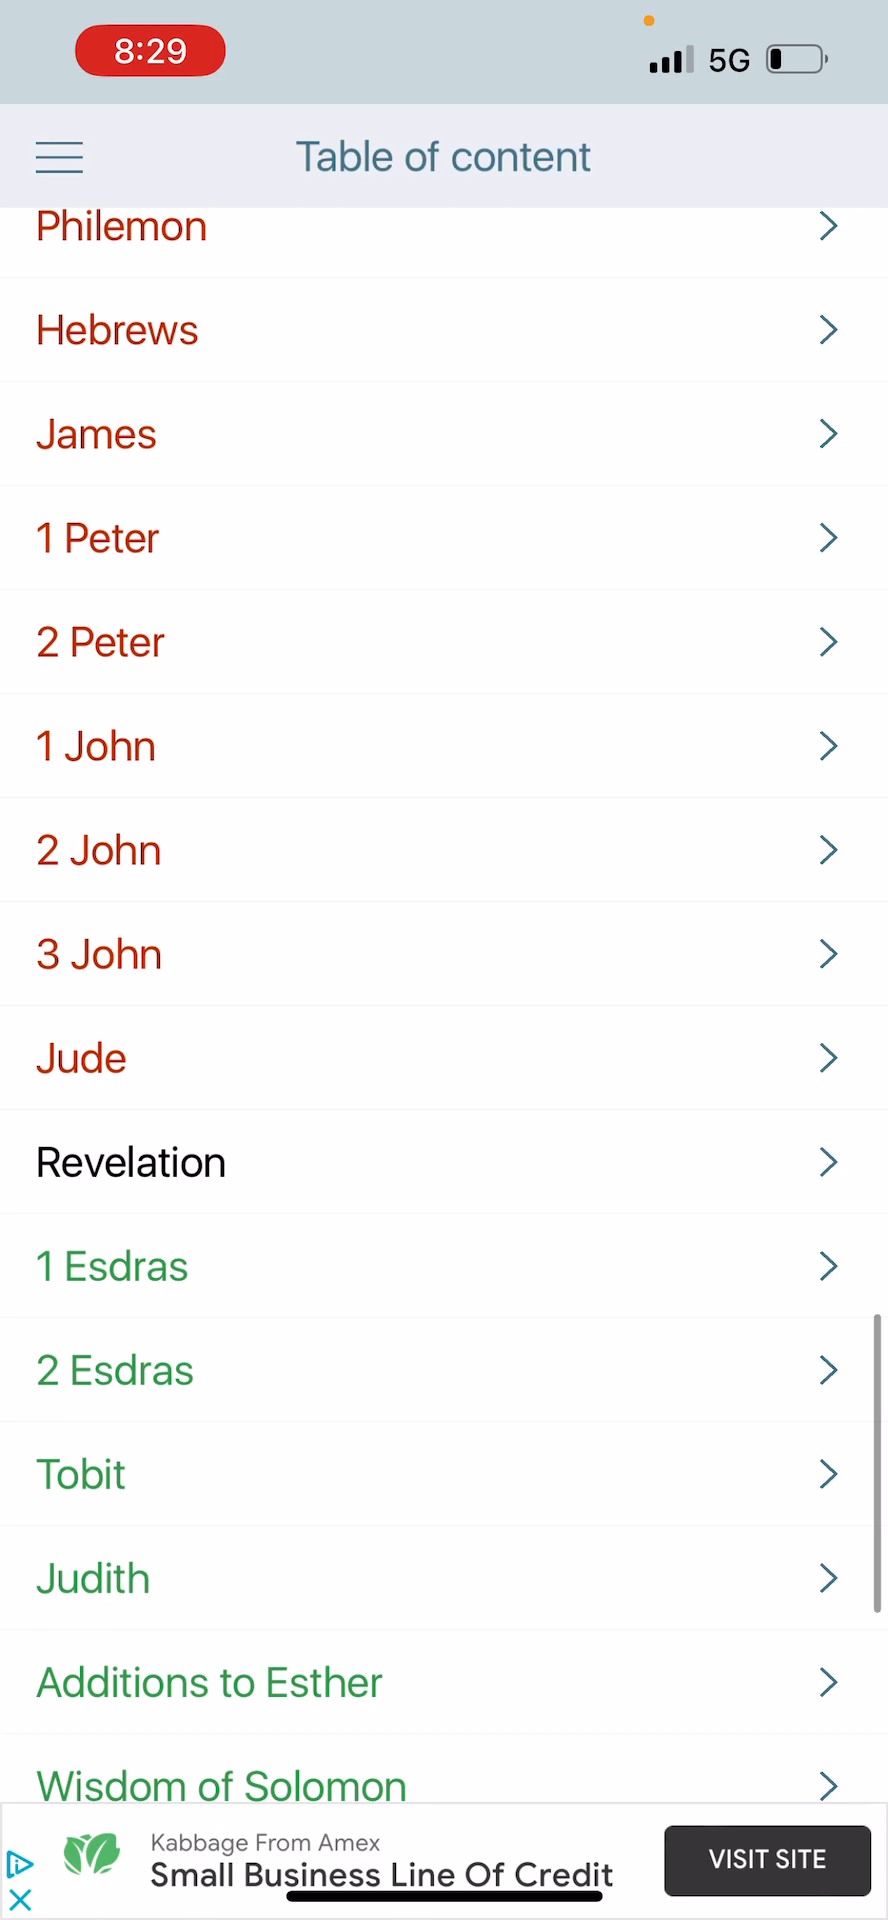 8:29
5G
Table of content
Philemon
Hebrews
James
1 Peter
2 Peter
1 John
2 John
3 John
Jude
Revelation
1 Esdras
2 Esdras
Tobit
Judith
Additions to Esther
Wisdom of Solomon
Kabbage From Amex
Small Business Line Of Credit
VISIT SITE